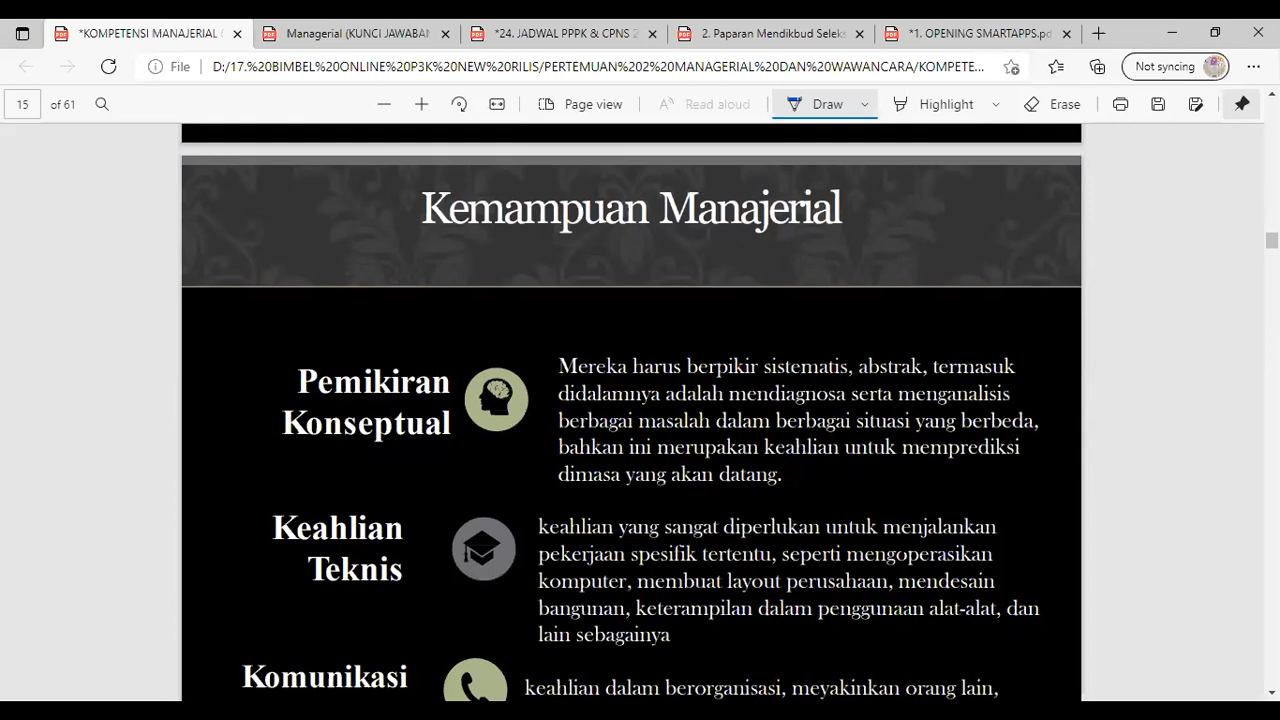 *KOMPETENSI MANAJERIAL (
Managerial (KUNCI JAWABAN
*24. JADWAL PPPK & CPNS 2
2. Paparan Mendikbud Seleks
*1. OPENING SMARTAPPS.pd
File
D:/17.%20BIMBEL%20ONLINE%20P3K%20NEW%20RILIS/PERTEMUAN%202%20MANAGERIAL%20DAN%20WAWANCARA/KOMPETE...
Not syncing
15 of 61
Page view
Read aloud
Draw
Highlight
Erase
Kemampuan Manajerial
Pemikiran
Konseptual
Mereka harus berpikir sistematis, abstrak, termasuk
didalamnya adalah mendiagnosa serta menganalisis
berbagai masalah dalam berbagai situasi yang berbeda,
bahkan ini merupakan keahlian untuk memprediksi
dimasa yang akan datang.
Keahlian
Teknis
keahlian yang sangat diperlukan untuk menjalankan
pekerjaan spesifik tertentu, seperti mengoperasikan
komputer, membuat layout perusahaan, mendesain
bangunan, keterampilan dalam penggunaan alat-alat, dan
lain sebagainya
Komunikasi
keahlian dalam berorganisasi, meyakinkan orang lain,